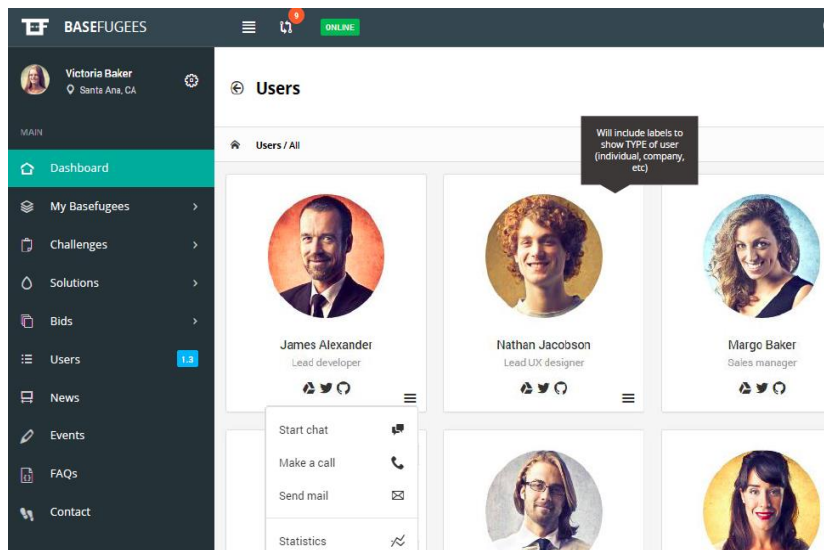 BASEFUGEES
9
ONLINE
Victoria Baker
Santa Ana, CA
Users
MAIN
Users / All
Will include labels to
show TYPE of user
(individual, company,
etc)
Dashboard
My Basefugees
Challenges
Solutions
Bids
Users
1.3
News
Events
FAQs
Contact
James Alexander
Lead developer
Nathan Jacobson
Lead UX designer
Margo Baker
Sales manager
Start chat
Make a call
Send mail
Statistics